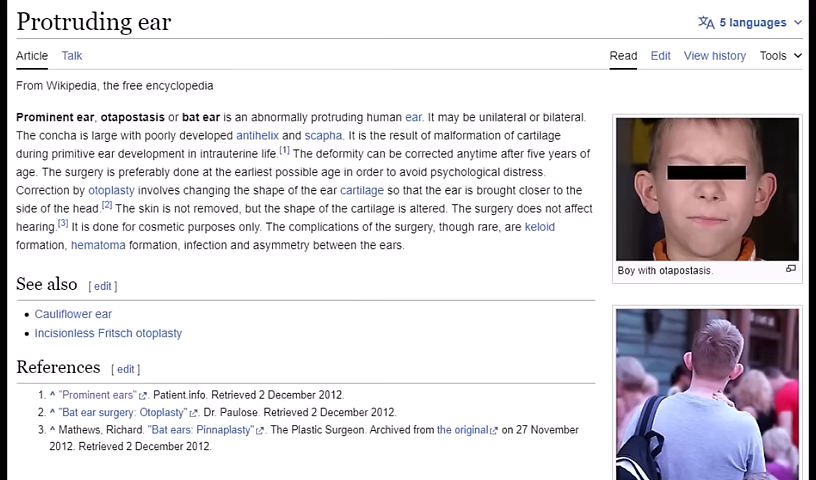 Protruding ear
5 languages
Article Talk Read Edit View history Tools
From Wikipedia, the free encyclopedia
Prominent ear, otapostasis or bat ear is an abnormally protruding human ear. It may be unilateral or bilateral.
The concha is large with poorly developed antihelix and scapha. It is the result of malformation of cartilage
during primitive ear development in intrauterine life.[1] The deformity can be corrected anytime after five years of
age. The surgery is preferably done at the earliest possible age in order to avoid psychological distress.
Correction by otoplasty involves changing the shape of the ear cartilage so that the ear is brought closer to the
side of the head.[2] The skin is not removed, but the shape of the cartilage is altered. The surgery does not affect
hearing.[3] It is done for cosmetic purposes only. The complications of the surgery, though rare, are keloid
formation, hematoma formation, infection and asymmetry between the ears.
Boy with otapostasis.
See also [ edit ]
• Cauliflower ear
• Incisionless Fritsch otoplasty
References [ edit ]
1. ^ "Prominent ears". Patient.info. Retrieved 2 December 2012.
2. ^ "Bat ear surgery: Otoplasty". Dr. Paulose. Retrieved 2 December 2012.
3. ^ Mathews, Richard. "Bat ears: Pinnaplasty". The Plastic Surgeon. Archived from the original on 27 November
2012. Retrieved 2 December 2012.